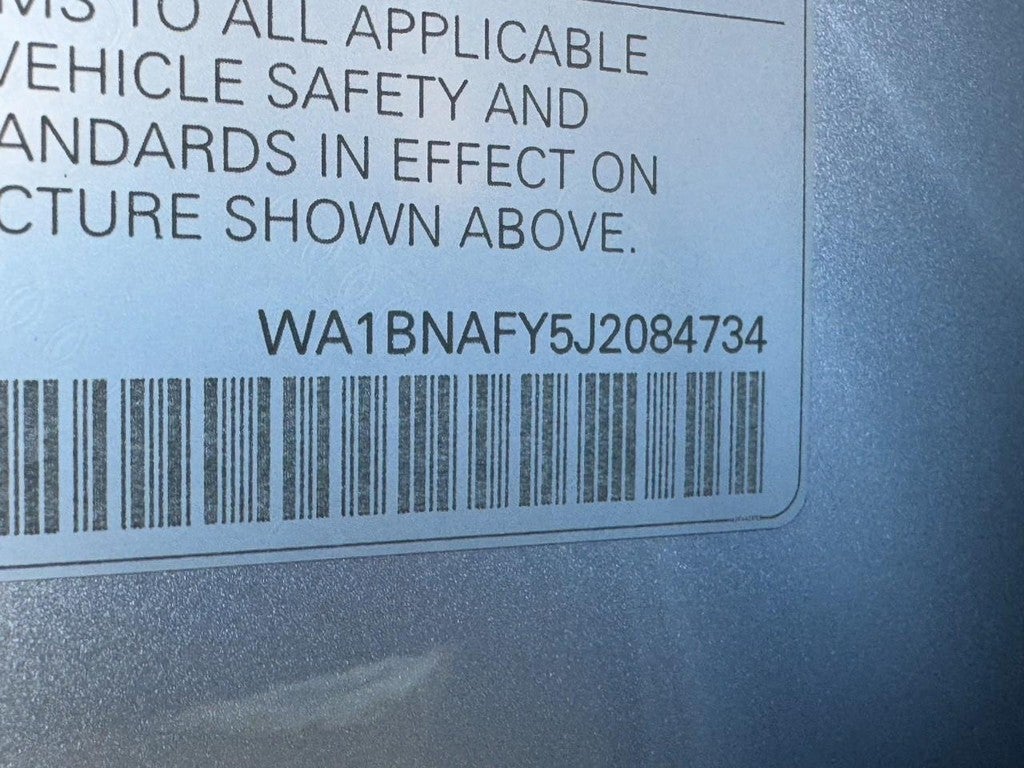 MS TO ALL APPLICABLE
VEHICLE SAFETY AND
ANDARDS IN EFFECT ON
CTURE SHOWN ABOVE.
WA1BNAFY5J2084734